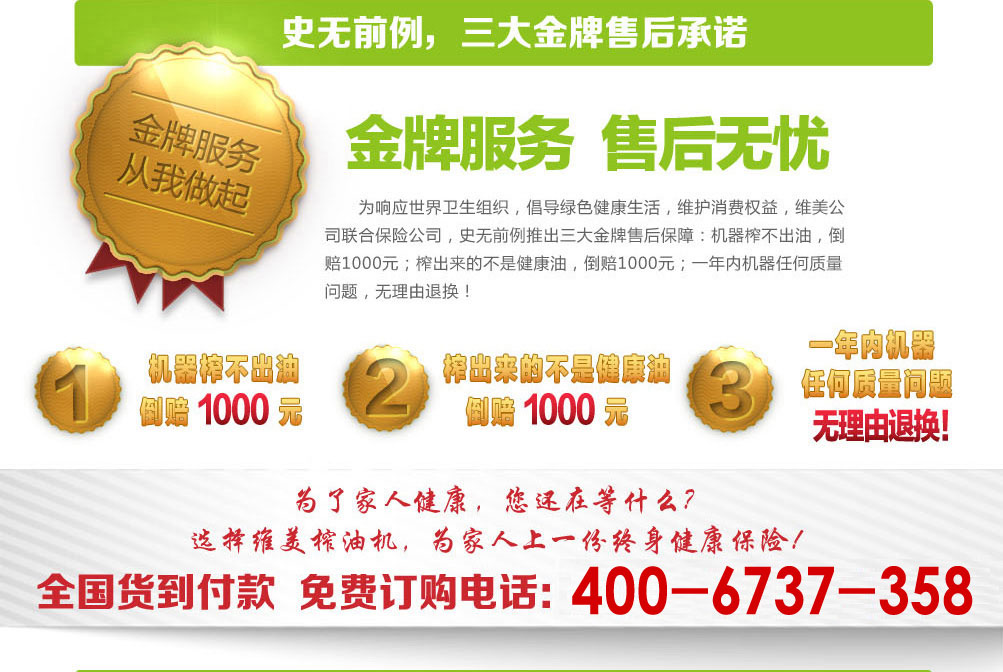 史无前例，三大金牌售后承诺
金牌服务
从我做起
金牌服务 售后无忧
为响应世界卫生组织，倡导绿色健康生活，维护消费权益，维美公
司联合保险公司，史无前例推出三大金牌售后保障：机器榨不出油，倒
赔1000元；榨出来的不是健康油，倒赔1000元；一年内机器任何质量
问题，无理由退换！
1
机器榨不出油
倒赔 1000 元
2
榨出来的不是健康油
倒赔 1000 元
3
一年内机器
任何质量问题
无理由退换!
为了家人健康，您还在等什么?
选择维美榨油机，为家人上一份终身健康保险!
全国货到付款 免费订购电话: 400-6737-358